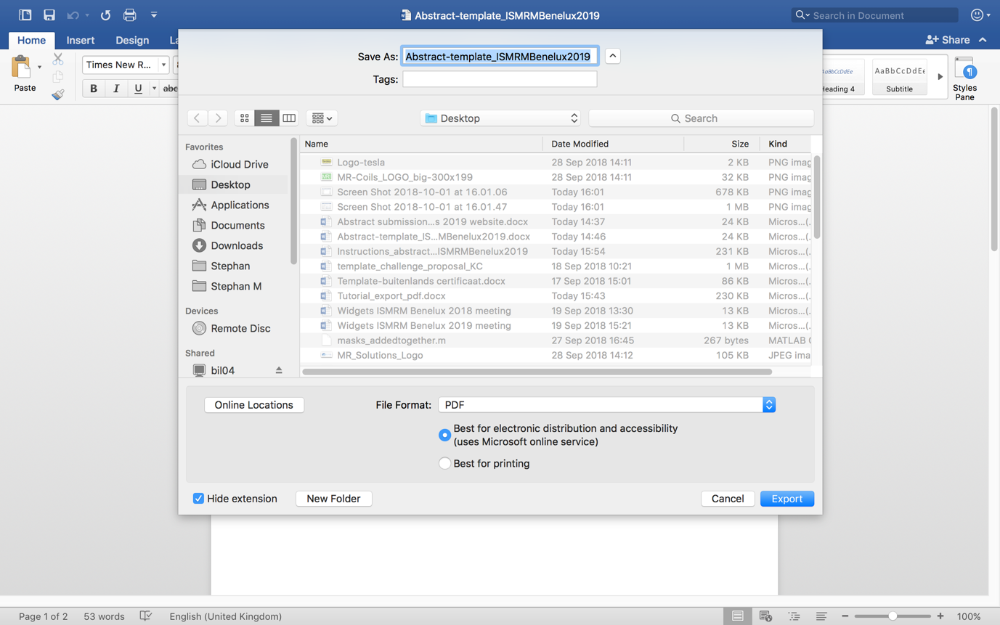 Abstract-template_ISMRMBenelux2019
Search in Document
Home Insert Design La
Share
Save As: Abstract-template_ISMRMBenelux2019
Tags:
Paste
Times New R...
B I U abc
AaBbCcDdEe AaBbCcDdEe
Heading 4 Subtitle
Styles
Pane
Desktop
Search
Favorites
iCloud Drive
Desktop
Applications
Documents
Downloads
Stephan
Stephan M
Devices
Remote Disc
Shared
bil04
Name Date Modified Size Kind
Logo-tesla 28 Sep 2018 14:11 2 KB PNG imag
MR-Coils_LOGO_big-300x199 28 Sep 2018 14:11 32 KB PNG imag
Screen Shot 2018-10-01 at 16.01.06 Today 16:01 678 KB PNG imag
Screen Shot 2018-10-01 at 16.01.47 Today 16:01 1 MB PNG imag
Abstract submission...s 2019 website.docx Today 14:37 24 KB Micros...(.
Abstract-template_IS...MBenelux2019.docx Today 14:46 24 KB Micros...(.
Instructions_abstract...ISMRMBenelux2019 Today 15:54 231 KB Micros...(.
template_challenge_proposal_KC 18 Sep 2018 10:21 1 MB Micros...(.
Template-buitenlands certificaat.docx 17 Sep 2018 15:01 86 KB Micros...(.
Tutorial_export_pdf.docx Today 15:43 230 KB Micros...(.
Widgets ISMRM Benelux 2018 meeting 19 Sep 2018 13:30 13 KB Micros...(.
Widgets ISMRM Benelux 2019 meeting 19 Sep 2018 15:21 13 KB Micros...(.
masks_addedtogether.m 27 Sep 2018 16:45 267 bytes MATLAB C
MR_Solutions_Logo 28 Sep 2018 14:12 105 KB JPEG ima
Online Locations
File Format: PDF
Best for electronic distribution and accessibility
(uses Microsoft online service)
Best for printing
Hide extension New Folder Cancel Export
Page 1 of 2 53 words English (United Kingdom) 100%